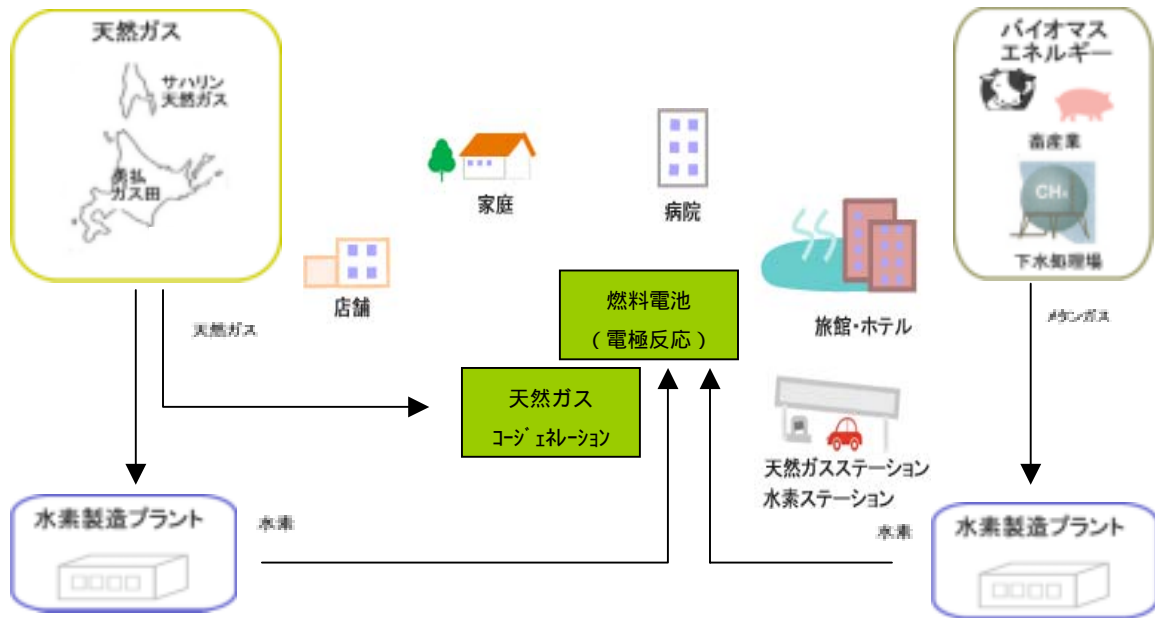 天然ガス
サハリン
天然ガス
勇払
ガス田
天然ガス
水素製造プラント
水素
店舗
家庭
病院
旅館・ホテル
燃料電池
(電極反応)
天然ガス
コージェネレーション
天然ガスステーション
水素ステーション
バイオマス
エネルギー
畜産業
CH₄
下水処理場
メタンガス
水素
水素製造プラント